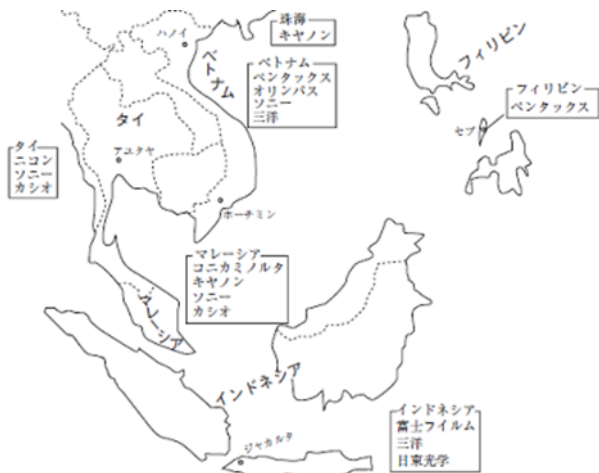 珠海
キヤノン
ハノイ
ベトナム
ベトナム
ペンタックス
オリンパス
ソニー
三洋
フィリピン
フィリピン
ペンタックス
セブ
タイ
アユタヤ
タイ
ニコン
ソニー
カシオ
ホーチミン
マレーシア
コニカミノルタ
キヤノン
ソニー
カシオ
マレーシア
インドネシア
インドネシア
富士フイルム
三洋
日東光学
ジャカルタ